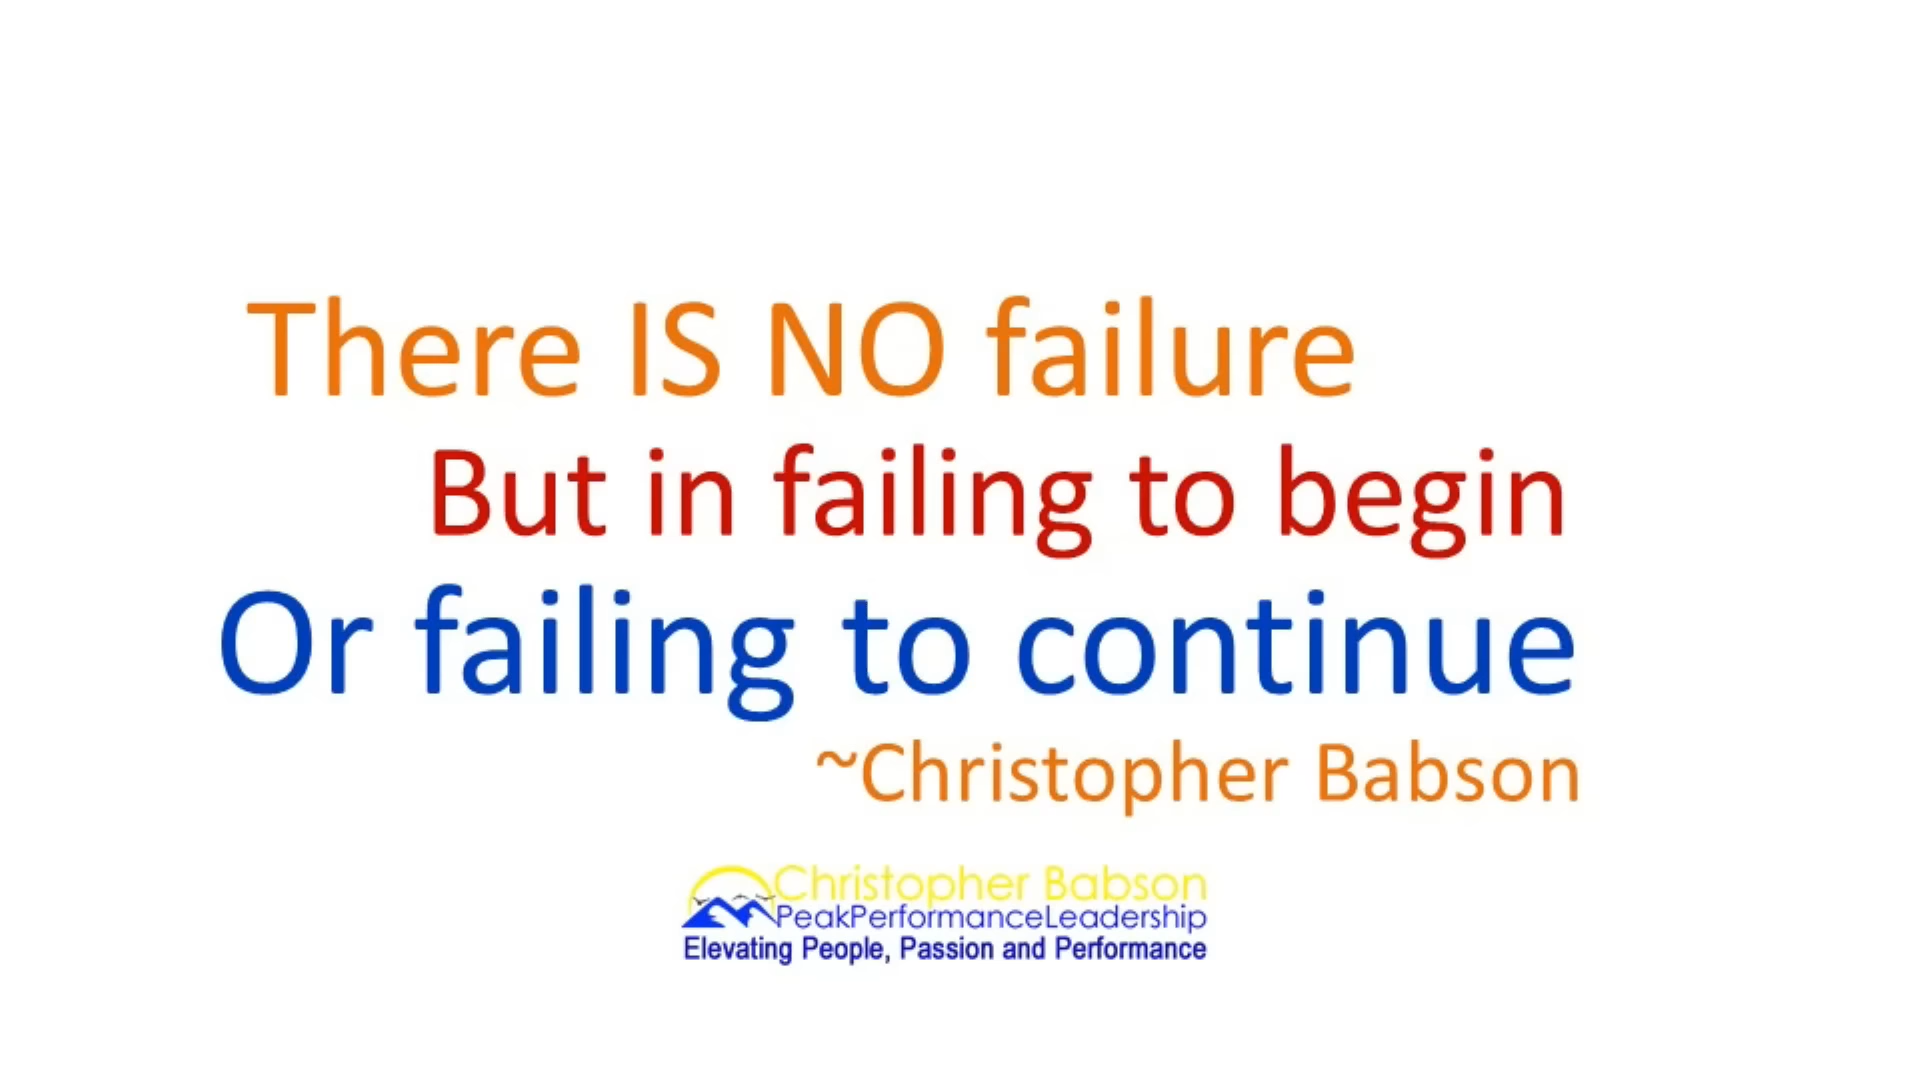 There IS NO failure
But in failing to begin
Or failing to continue
~Christopher Babson
Christopher Babson
PeakPerformanceLeadership
Elevating People, Passion and Performance